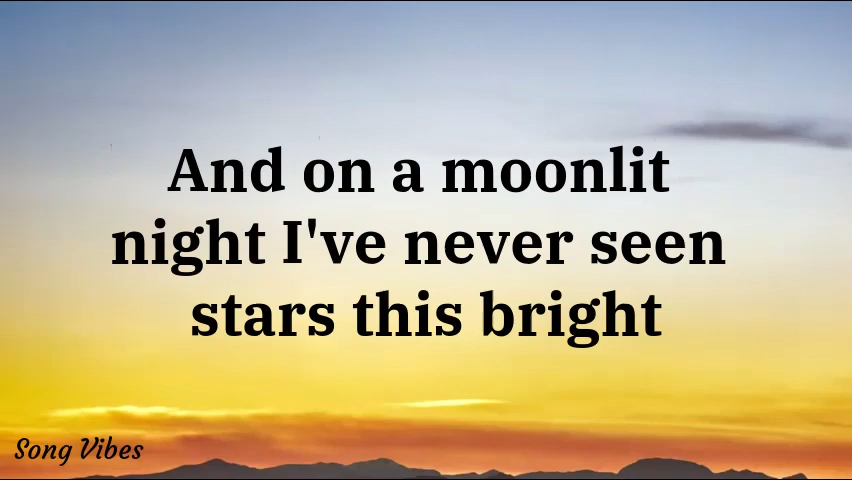 And on a moonlit
night I've never seen
stars this bright
Song Vibes